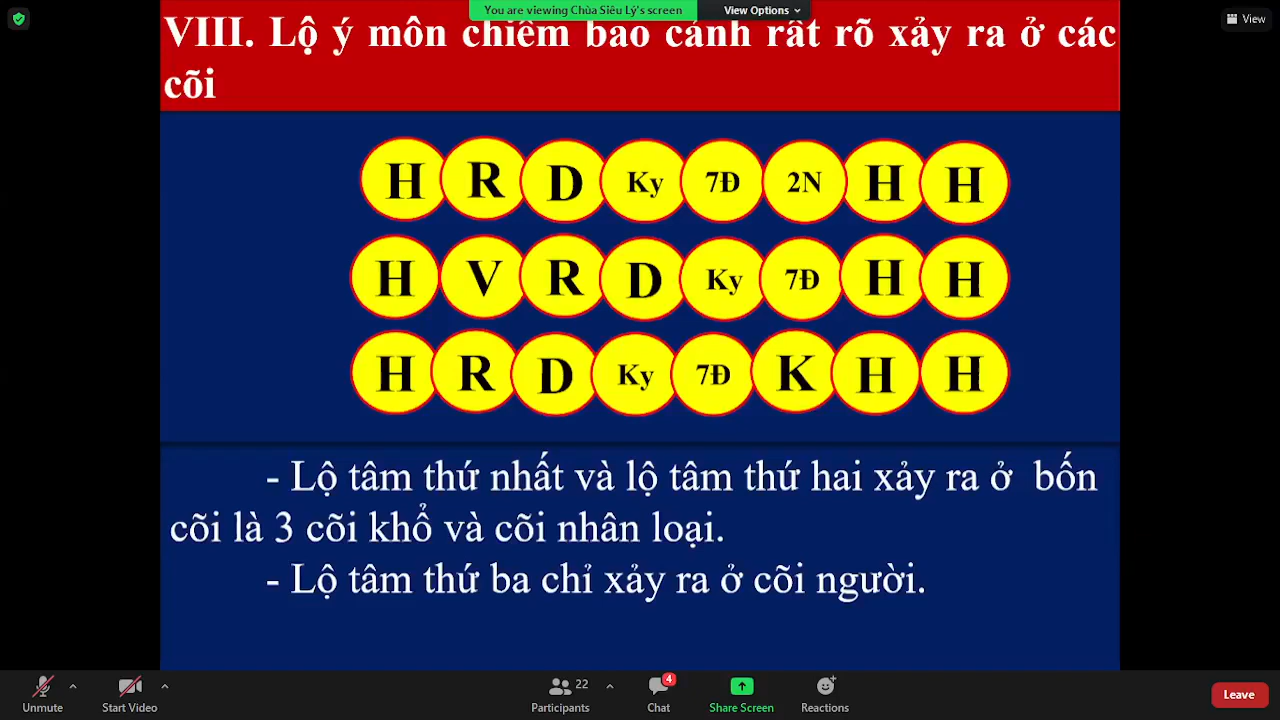 You are viewing Chùa Siêu Lý's screen
View Options
View
VIII. Lộ ý môn chiêm bao cảnh rất rõ xảy ra ở các
cõi
H R D Ky 7Đ 2N H H
H V R D Ky 7Đ H H
H R D Ky 7Đ K H H
- Lộ tâm thứ nhất và lộ tâm thứ hai xảy ra ở bốn
cõi là 3 cõi khổ và cõi nhân loại.
- Lộ tâm thứ ba chỉ xảy ra ở cõi người.
22
4
Unmute
Start Video
Participants
Chat
Share Screen
Reactions
Leave